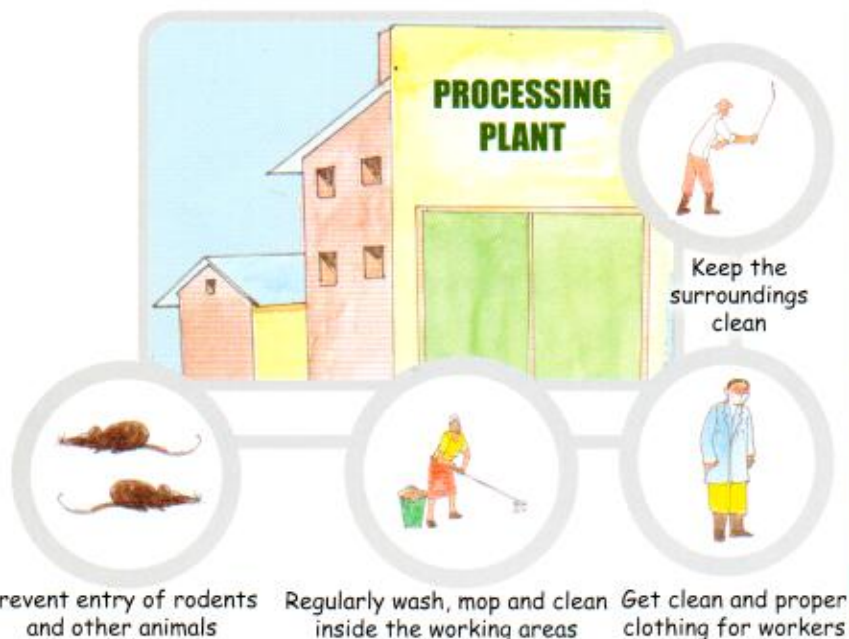 PROCESSING
PLANT
Keep the
surroundings
clean
revent entry of rodents
and other animals
Regularly wash, mop and clean
inside the working areas
Get clean and proper
clothing for workers